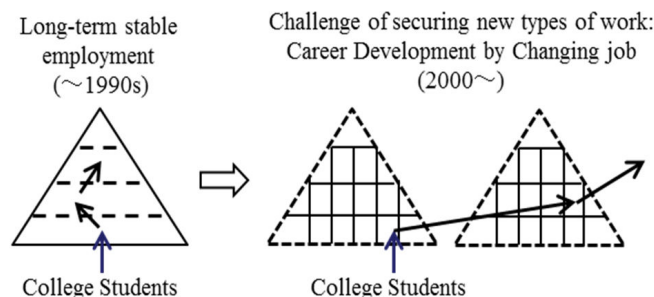 Long-term stable
employment
(～1990s)
Challenge of securing new types of work:
Career Development by Changing job
(2000～)
College Students
College Students